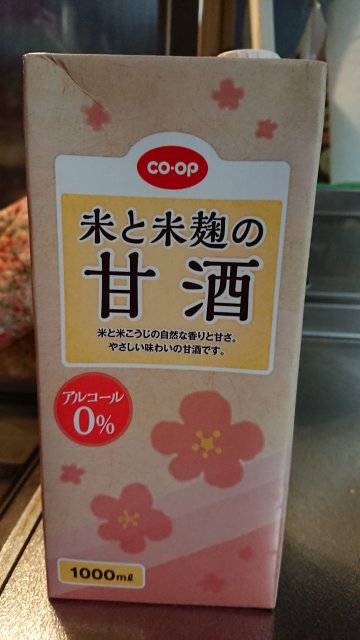 CO·OP
米と米麹の
甘酒
米と米こうじの自然な香りと甘さ。
やさしい味わいの甘酒です。
アルコール
0%
1000mℓ